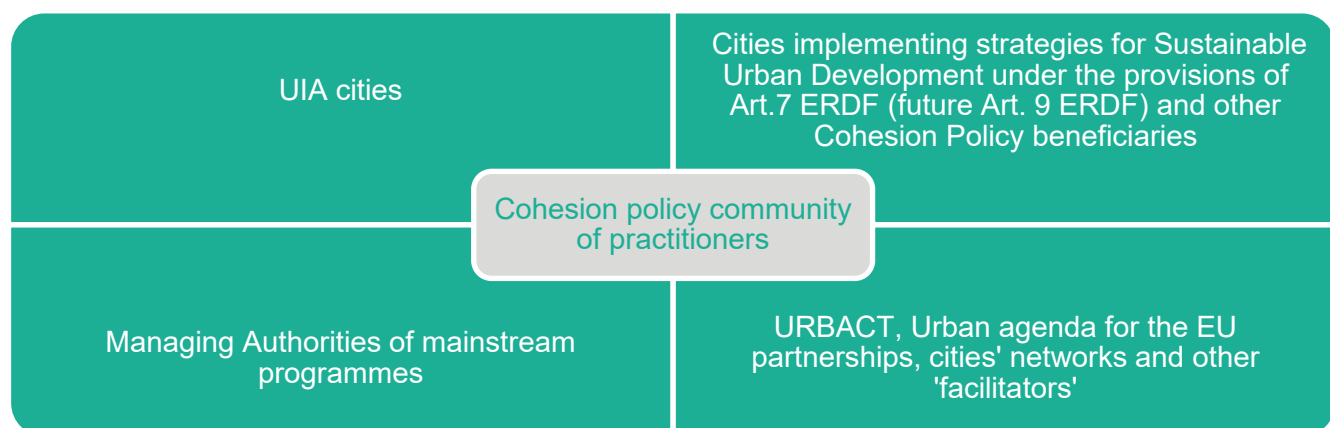 UIA cities
Cities implementing strategies for Sustainable
Urban Development under the provisions of
Art.7 ERDF (future Art. 9 ERDF) and other
Cohesion Policy beneficiaries
Cohesion policy community
of practitioners
Managing Authorities of mainstream
programmes
URBACT, Urban agenda for the EU
partnerships, cities' networks and other
'facilitators'